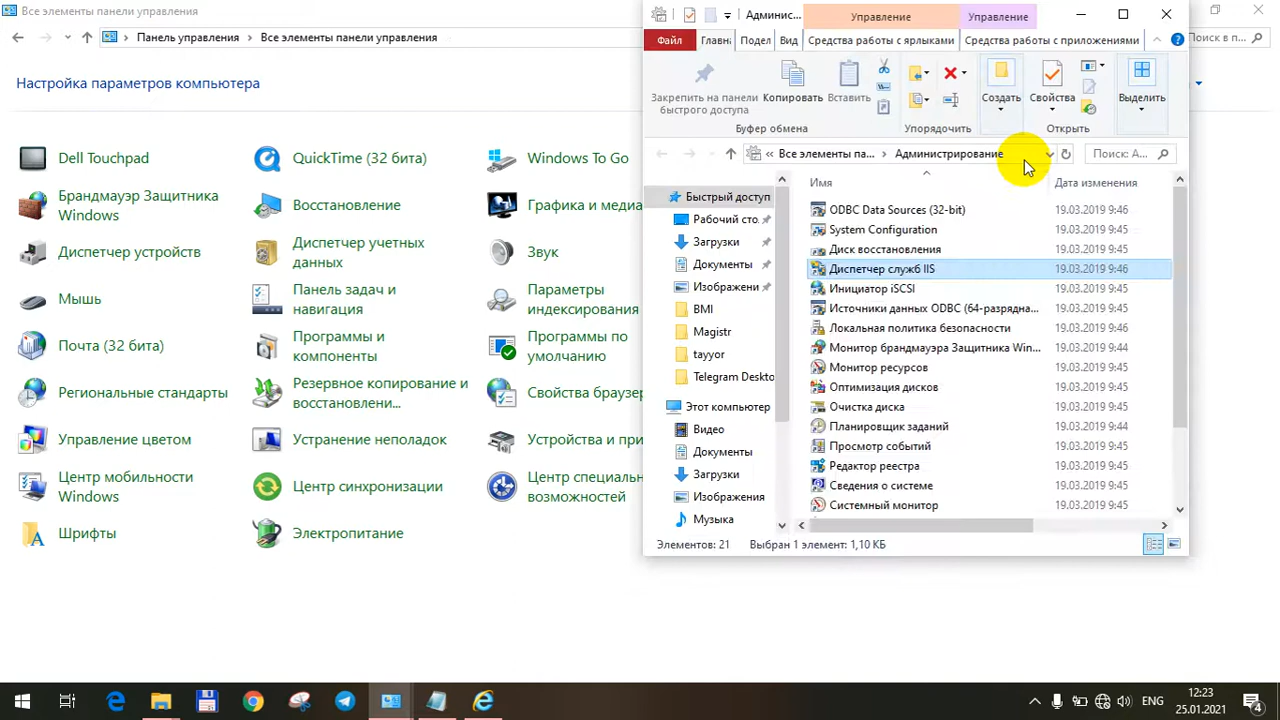 Все элементы панели управления
Панель управления
Все элементы панели управления
Поиск в п...
Настройка параметров компьютера
Dell Touchpad
QuickTime (32 бита)
Windows To Go
Брандмауэр Защитника
Windows
Восстановление
Графика и медиа
Диспетчер устройств
Диспетчер учетных
данных
Звук
Мышь
Панель задач и
навигация
Параметры
индексирования
Почта (32 бита)
Программы и
компоненты
Программы по
умолчанию
Региональные стандарты
Резервное копирование и
восстановлени...
Свойства браузер
Управление цветом
Устранение неполадок
Устройства и при
Центр мобильности
Windows
Центр синхронизации
Центр специаль
возможностей
Шрифты
Электропитание
Админис...
Управление
Управление
Файл
Главн
Подел
Вид
Средства работы с ярлыками
Средства работы с приложениями
Закрепить на панели
быстрого доступа
Копировать
Вставить
Создать
Свойства
Выделить
Буфер обмена
Упорядочить
Открыть
« Все элементы па... > Администрирование
Поиск: А...
Имя
Дата изменения
Быстрый доступ
Рабочий сто.
Загрузки
Документы
Изображени
BMI
Magistr
tayyor
Telegram Deskto
Этот компьютер
Видео
Документы
Загрузки
Изображения
Музыка
ODBC Data Sources (32-bit) 19.03.2019 9:46
System Configuration 19.03.2019 9:45
Диск восстановления 19.03.2019 9:45
Диспетчер служб IIS 19.03.2019 9:46
Инициатор iSCSI 19.03.2019 9:45
Источники данных ODBC (64-разрядна... 19.03.2019 9:45
Локальная политика безопасности 19.03.2019 9:46
Монитор брандмауэра Защитника Win... 19.03.2019 9:44
Монитор ресурсов 19.03.2019 9:45
Оптимизация дисков 19.03.2019 9:45
Очистка диска 19.03.2019 9:45
Планировщик заданий 19.03.2019 9:44
Просмотр событий 19.03.2019 9:45
Редактор реестра 19.03.2019 9:45
Сведения о системе 19.03.2019 9:45
Системный монитор 19.03.2019 9:45
Элементов: 21
Выбран 1 элемент: 1,10 КБ
ENG
12:23
25.01.2021
4